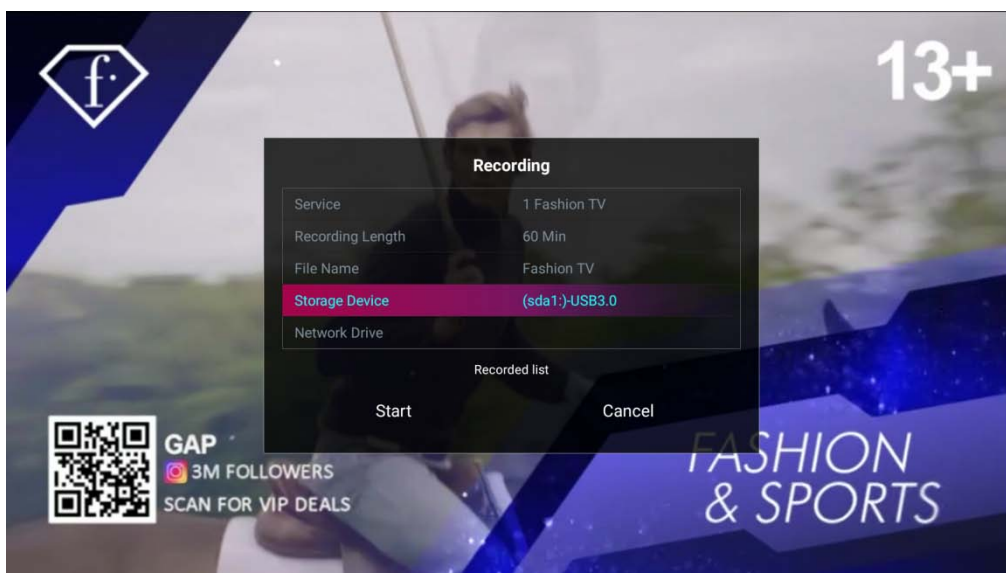 f.
13+
Recording
Service 1 Fashion TV
Recording Length 60 Min
File Name Fashion TV
Storage Device (sda1:)-USB3.0
Network Drive
Recorded list
Start Cancel
GAP
3M FOLLOWERS
SCAN FOR VIP DEALS
FASHION
& SPORTS